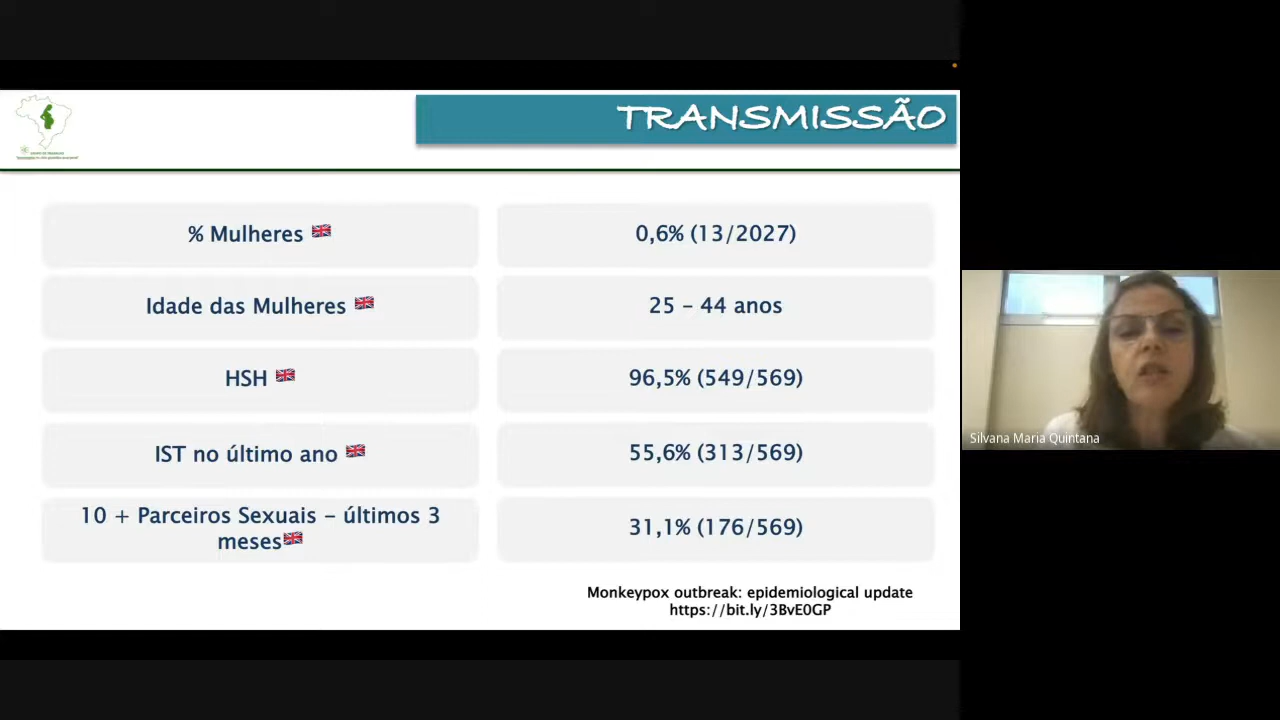 TRANSMISSÃO
% Mulheres
0,6% (13/2027)
Idade das Mulheres
25 – 44 anos
HSH
96,5% (549/569)
IST no último ano
55,6% (313/569)
10 + Parceiros Sexuais – últimos 3
meses
31,1% (176/569)
Monkeypox outbreak: epidemiological update
https://bit.ly/3BvE0GP
Silvana Maria Quintana